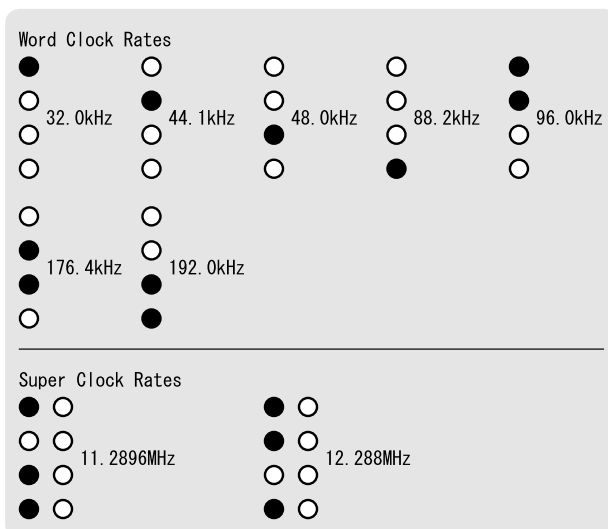 Word Clock Rates
32.0kHz 44.1kHz 48.0kHz 88.2kHz 96.0kHz
176.4kHz 192.0kHz
Super Clock Rates
11.2896MHz 12.288MHz